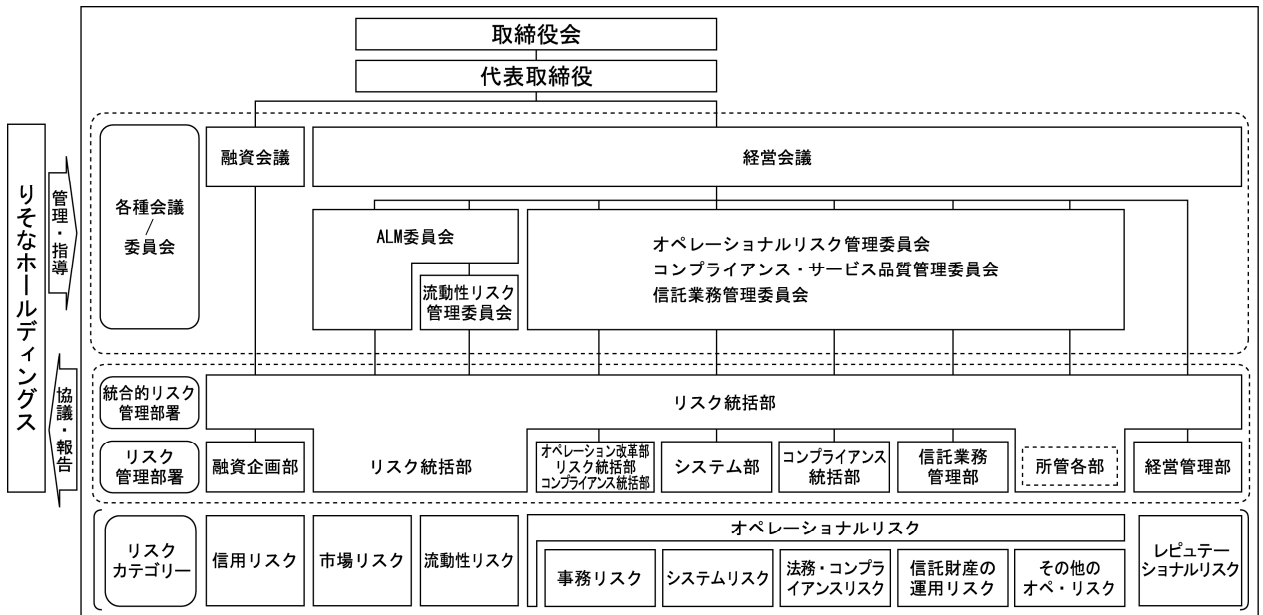 取締役会
代表取締役
りそなホールディングス
管理・指導
協議・報告
各種会議
/
委員会
融資会議
経営会議
ALM委員会
流動性リスク
管理委員会
オペレーショナルリスク管理委員会
コンプライアンス・サービス品質管理委員会
信託業務管理委員会
統合的リスク
管理部署
リスク統括部
リスク
管理部署
融資企画部
リスク統括部
オペレーション改革部
リスク統括部
コンプライアンス統括部
システム部
コンプライアンス
統括部
信託業務
管理部
所管各部
経営管理部
リスク
カテゴリー
信用リスク
市場リスク
流動性リスク
オペレーショナルリスク
事務リスク
システムリスク
法務・コンプ
ライアンスリスク
信託財産の
運用リスク
その他の
オペ・リスク
レピュテー
ショナルリスク